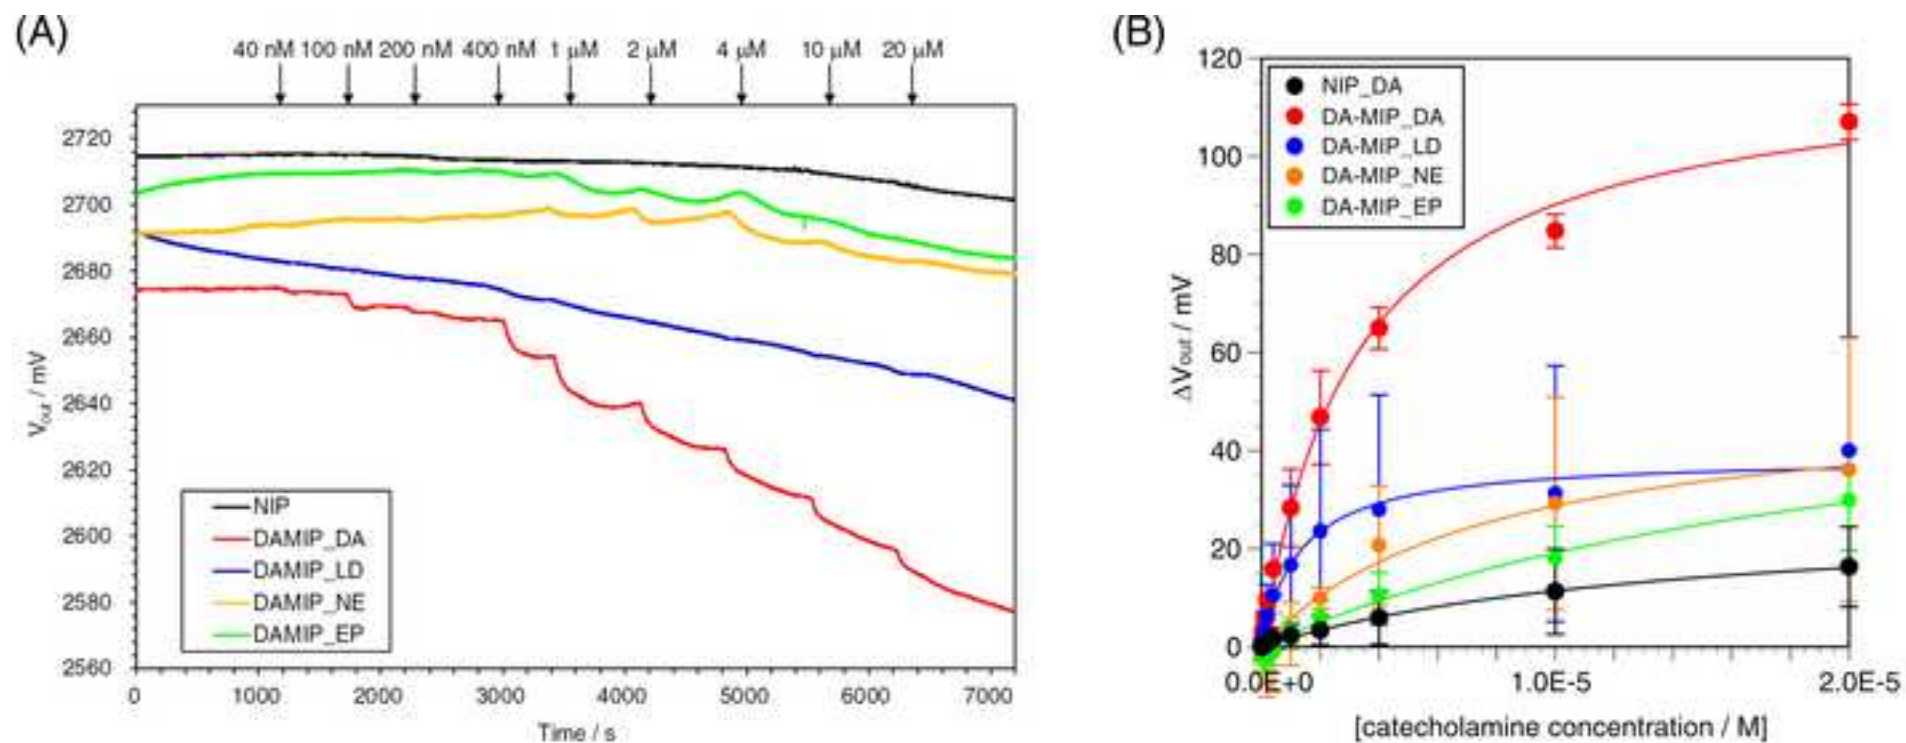 (A)
40 nM 100 nM 200 nM 400 nM 1 μM 2 μM 4 μM 10 μM 20 μM
2720
2700
2680
2660
2640
2620
2600
2580
2560
Vout / mV
NIP
DAMIP_DA
DAMIP_LD
DAMIP_NE
DAMIP_EP
0 1000 2000 3000 4000 5000 6000 7000
Time / s
(B)
120
100
80
60
40
20
0
ΔVout / mV
NIP_DA
DA-MIP_DA
DA-MIP_LD
DA-MIP_NE
DA-MIP_EP
0.0E+0 1.0E-5 2.0E-5
[catecholamine concentration / M]